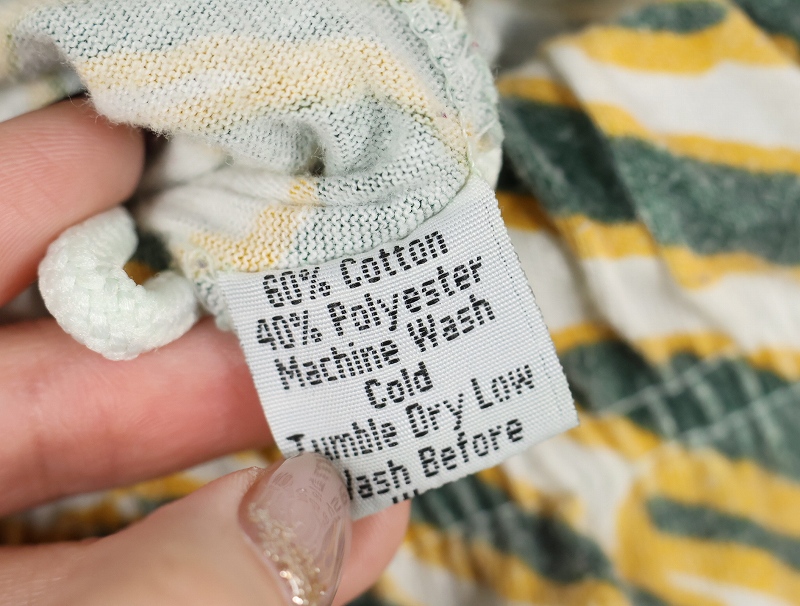 60% Cotton
40% Polyester
Machine Wash
Cold
Tumble Dry Low
Wash Before